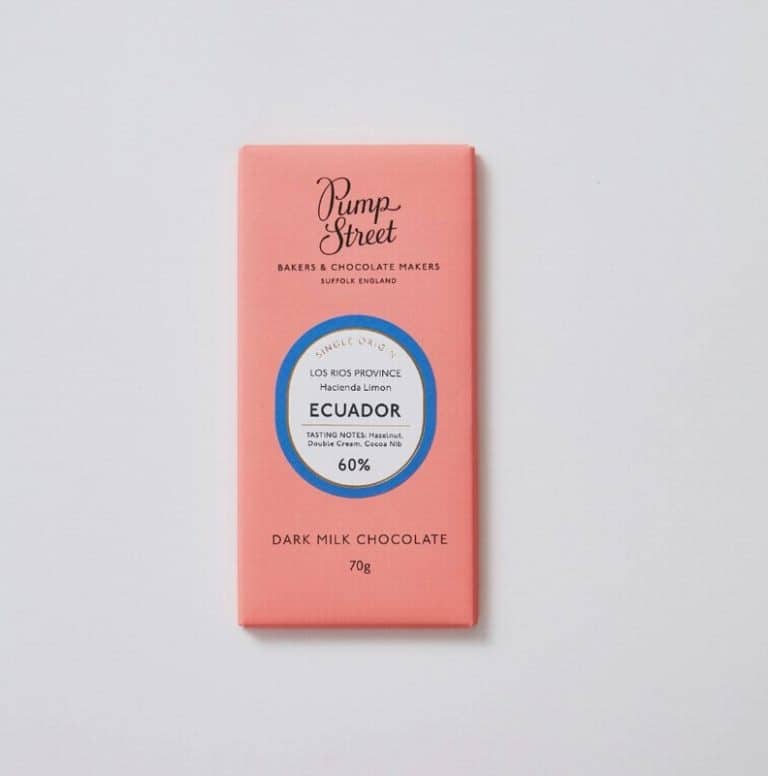 Pump
Street
BAKERS & CHOCOLATE MAKERS
SUFFOLK ENGLAND
SINGLE ORIGIN
LOS RIOS PROVINCE
Hacienda Limon
ECUADOR
TASTING NOTES: Hazelnut,
Double Cream, Cocoa Nib
60%
DARK MILK CHOCOLATE
70g